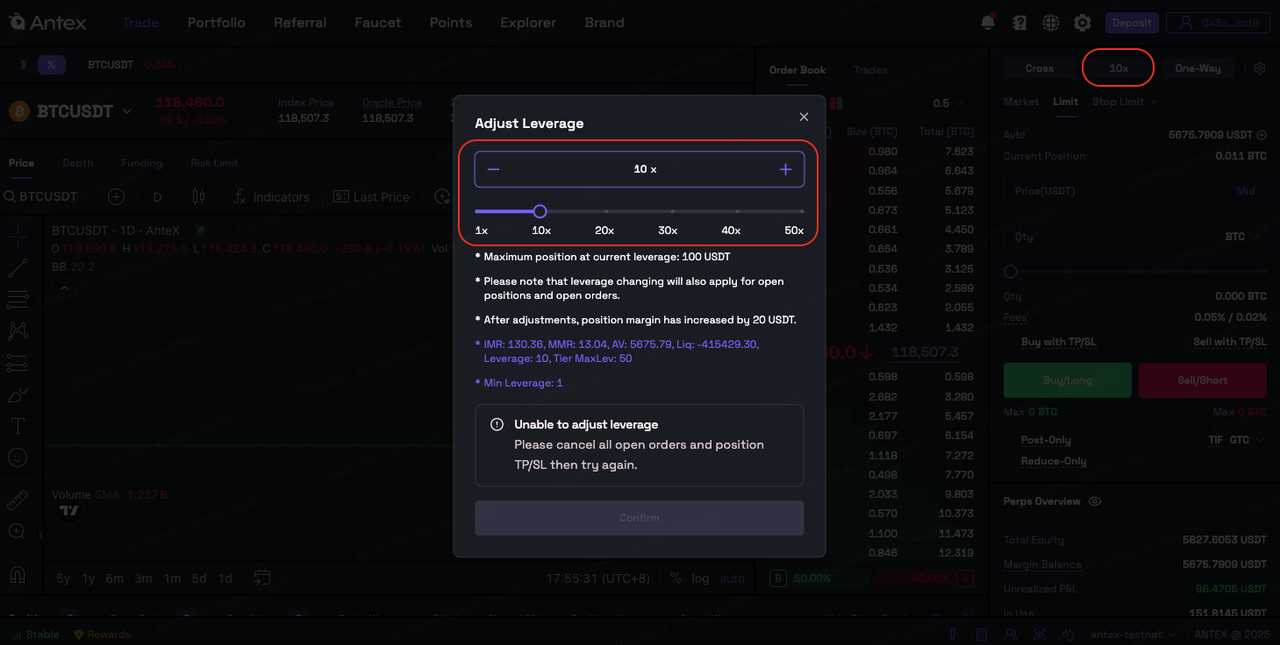 Antex
Trade
Portfolio
Referral
Faucet
Points
Explorer
Brand
Deposit
0x3c...ccf9
$
%
BTCUSDT -0.04%
BTCUSDT
118,460.0
-89.1 / -0.08%
Index Price
118,507.3
Oracle Price
118,507.3
Price
Depth
Funding
Risk Limit
BTCUSDT
D
Indicators
Last Price
BTCUSDT · 1D · AnteX
O118,690.8 H119,275.5 L118,424.9 C118,460.0 -230.8 (-0.19%) Vol
BB 20 2
Volume SMA 1.237B
5y 1y 6m 3m 1m 5d 1d
17:55:31 (UTC+8) % log auto
Adjust Leverage
10 x
1x
10x
20x
30x
40x
50x
* Maximum position at current leverage: 100 USDT
* Please note that leverage changing will also apply for open
positions and open orders.
* After adjustments, position margin has increased by 20 USDT.
* IMR: 130.36, MMR: 13.04, AV: 5675.79, Liq: -415429.30,
Leverage: 10, Tier MaxLev: 50
* Min Leverage: 1
Unable to adjust leverage
Please cancel all open orders and position
TP/SL then try again.
Confirm
Order Book
Trades
0.5
Size (BTC)
Total (BTC)
0.980 7.623
0.964 6.643
0.556 5.679
0.673 5.123
0.661 4.450
0.664 3.789
0.536 3.125
0.534 2.589
0.623 2.055
1.432 1.432
118,507.3
0.598 0.598
2.682 3.280
2.177 5.457
0.697 6.154
1.118 7.272
0.498 7.770
2.033 9.803
0.570 10.373
1.100 11.473
0.846 12.319
B 50.00%
50.00% S
Cross
10x
One-Way
Market
Limit
Stop Limit
Avbl
5675.7909 USDT
Current Position
0.011 BTC
Price(USDT)
Mid
Qty
BTC
Qty
0.000 BTC
Fees
0.05% / 0.02%
Buy with TP/SL
Sell with TP/SL
Buy/Long
Sell/Short
Max 0 BTC
Max 0 BTC
Post-Only
TIF GTC
Reduce-Only
Perps Overview
Total Equity
5827.6053 USDT
Margin Balance
5675.7909 USDT
Unrealized P&L
96.4705 USDT
In Use
151.8145 USDT
Stable
Rewards
antex-testnet
ANTEX @ 2025